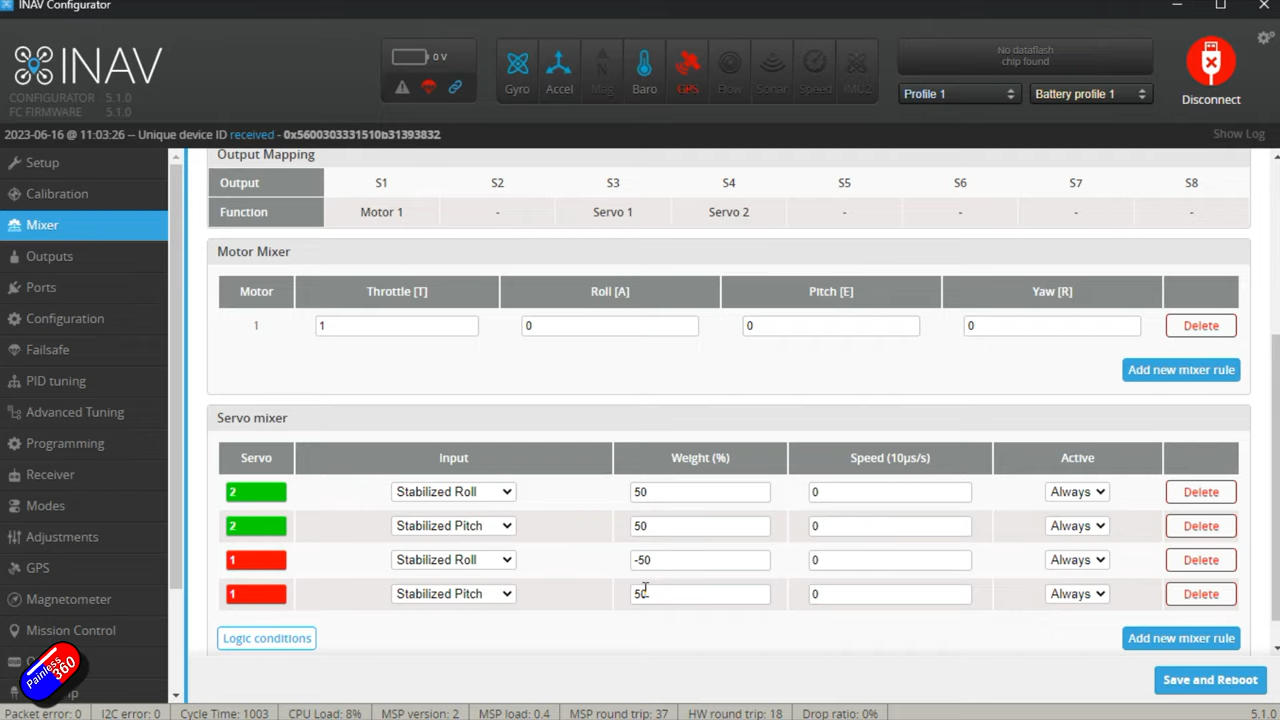 INAV Configurator
INAV
CONFIGURATOR 5.1.0
FC FIRMWARE 5.1.0
0 V
Gyro Accel Mag Baro GPS Flow Sonar Speed IMU2
No dataflash
chip found
Profile 1 Battery profile 1
Disconnect
2023-06-16 @ 11:03:26 -- Unique device ID received - 0x5600303331510b31393832
Show Log
Setup
Calibration
Mixer
Outputs
Ports
Configuration
Failsafe
PID tuning
Advanced Tuning
Programming
Receiver
Modes
Adjustments
GPS
Magnetometer
Mission Control
Painless
360
Output Mapping
Output S1 S2 S3 S4 S5 S6 S7 S8
Function Motor 1 - Servo 1 Servo 2 - - - -
Motor Mixer
Motor Throttle [T] Roll [A] Pitch [E] Yaw [R]
1 1 0 0 0 Delete
Add new mixer rule
Servo mixer
Servo Input Weight (%) Speed (10µs/s) Active
2 Stabilized Roll 50 0 Always Delete
2 Stabilized Pitch 50 0 Always Delete
1 Stabilized Roll -50 0 Always Delete
1 Stabilized Pitch 50 0 Always Delete
Logic conditions Add new mixer rule
Save and Reboot
Packet error: 0 I2C error: 0 Cycle Time: 1003 CPU Load: 8% MSP version: 2 MSP load: 0.4 MSP round trip: 37 HW round trip: 18 Drop ratio: 0% 5.1.0